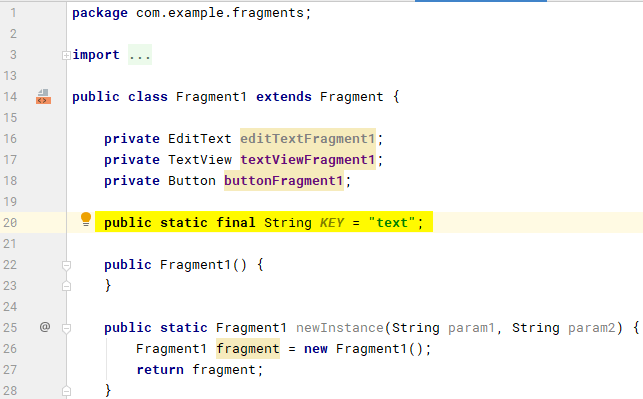 1 package com.example.fragments;
2
3 import ...
13
14 public class Fragment1 extends Fragment {
15
16 private EditText editTextFragment1;
17 private TextView textViewFragment1;
18 private Button buttonFragment1;
19
20 public static final String KEY = "text";
21
22 public Fragment1() {
23 }
24
25 @ public static Fragment1 newInstance(String param1, String param2) {
26 Fragment1 fragment = new Fragment1();
27 return fragment;
28 }